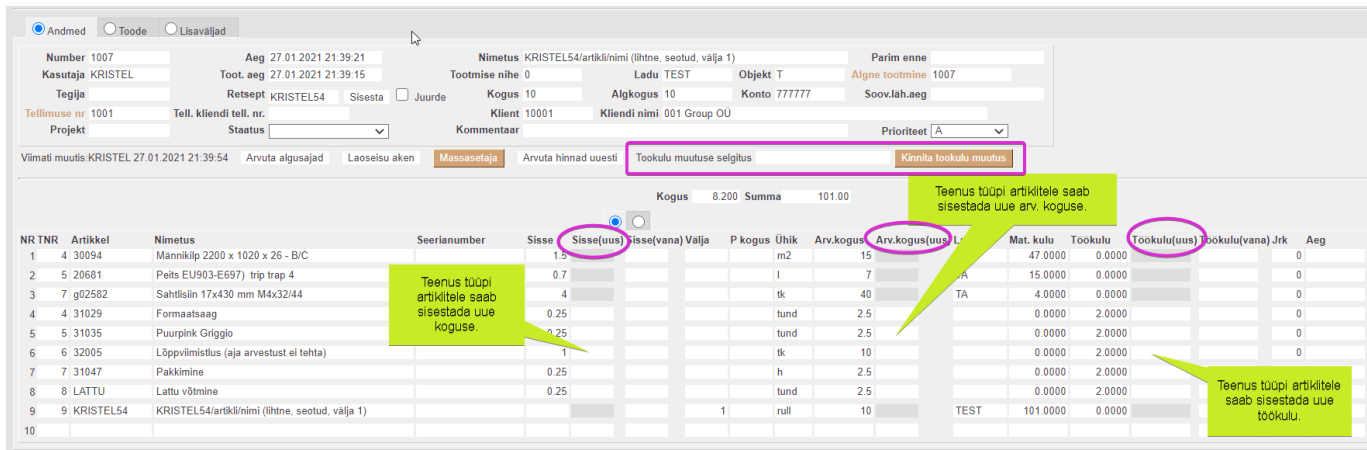 Andmed Toode Lisaväljad
Number 1007 Aeg 27.01.2021 21:39:21 Nimetus KRISTEL54/artikli/nimi (lihtne, seotud, välja 1) Parim enne
Kasutaja KRISTEL Toot. aeg 27.01.2021 21:39:15 Tootmise nihe 0 Ladu TEST Objekt T Algne tootmine 1007
Tegija Retsept KRISTEL54 Sisesta Juurde Kogus 10 Algkogus 10 Konto 777777 Soov.läh.aeg
Tellimuse nr 1001 Tell. kliendi tell. nr. Klient 10001 Kliendi nimi 001 Group OÜ
Projekt Staatus Kommentaar Prioriteet A
Viimati muutis:KRISTEL 27.01.2021 21:39:54 Arvuta algusajad Laoseisu aken Massasetaja Arvuta hinnad uuesti Tookulu muutuse selgitus Kinnita tookulu muutus
Kogus 8.200 Summa 101.00
Teenus tüüpi artiklitele saab
sisestada uue arv. koguse.
NR TNR Artikkel Nimetus Seerianumber Sisse Sisse(uus) Sisse(vana) Välja P kogus Ühik Arv.kogus Arv.kogus(uus) Mat. kulu Töökulu Töökulu(uus) Töökulu(vana) Jrk Aeg
1 4 30094 Männikilp 2200 x 1020 x 26 - B/C 1.5 m2 15 47.0000 0.0000 0
2 5 20681 Peits EU903-E697) trip trap 4 0.7 l 7 TA 15.0000 0.0000 0
3 7 g02582 Sahtlisiin 17x430 mm M4x32/44 4 tk 40 TA 4.0000 0.0000 0
4 4 31029 Formaatsaag 0.25 tund 2.5 0.0000 2.0000 0
5 5 31035 Puurpink Griggio 0.25 tund 2.5 0.0000 2.0000 0
6 6 32005 Lõppviimistlus (aja arvestust ei tehta) 1 tk 10 0.0000 2.0000 0
7 7 31047 Pakkimine 0.25 h 2.5 0.0000 2.0000
8 8 LATTU Lattu võtmine 0.25 tund 2.5 0.0000 2.0000
9 9 KRISTEL54 KRISTEL54/artikli/nimi (lihtne, seotud, välja 1) 1 rull 10 TEST 101.0000 0.0000
10
Teenus tüüpi
artiklitele saab
sisestada uue
koguse.
Teenus tüüpi artiklitele
saab sisestada uue
töökulu.